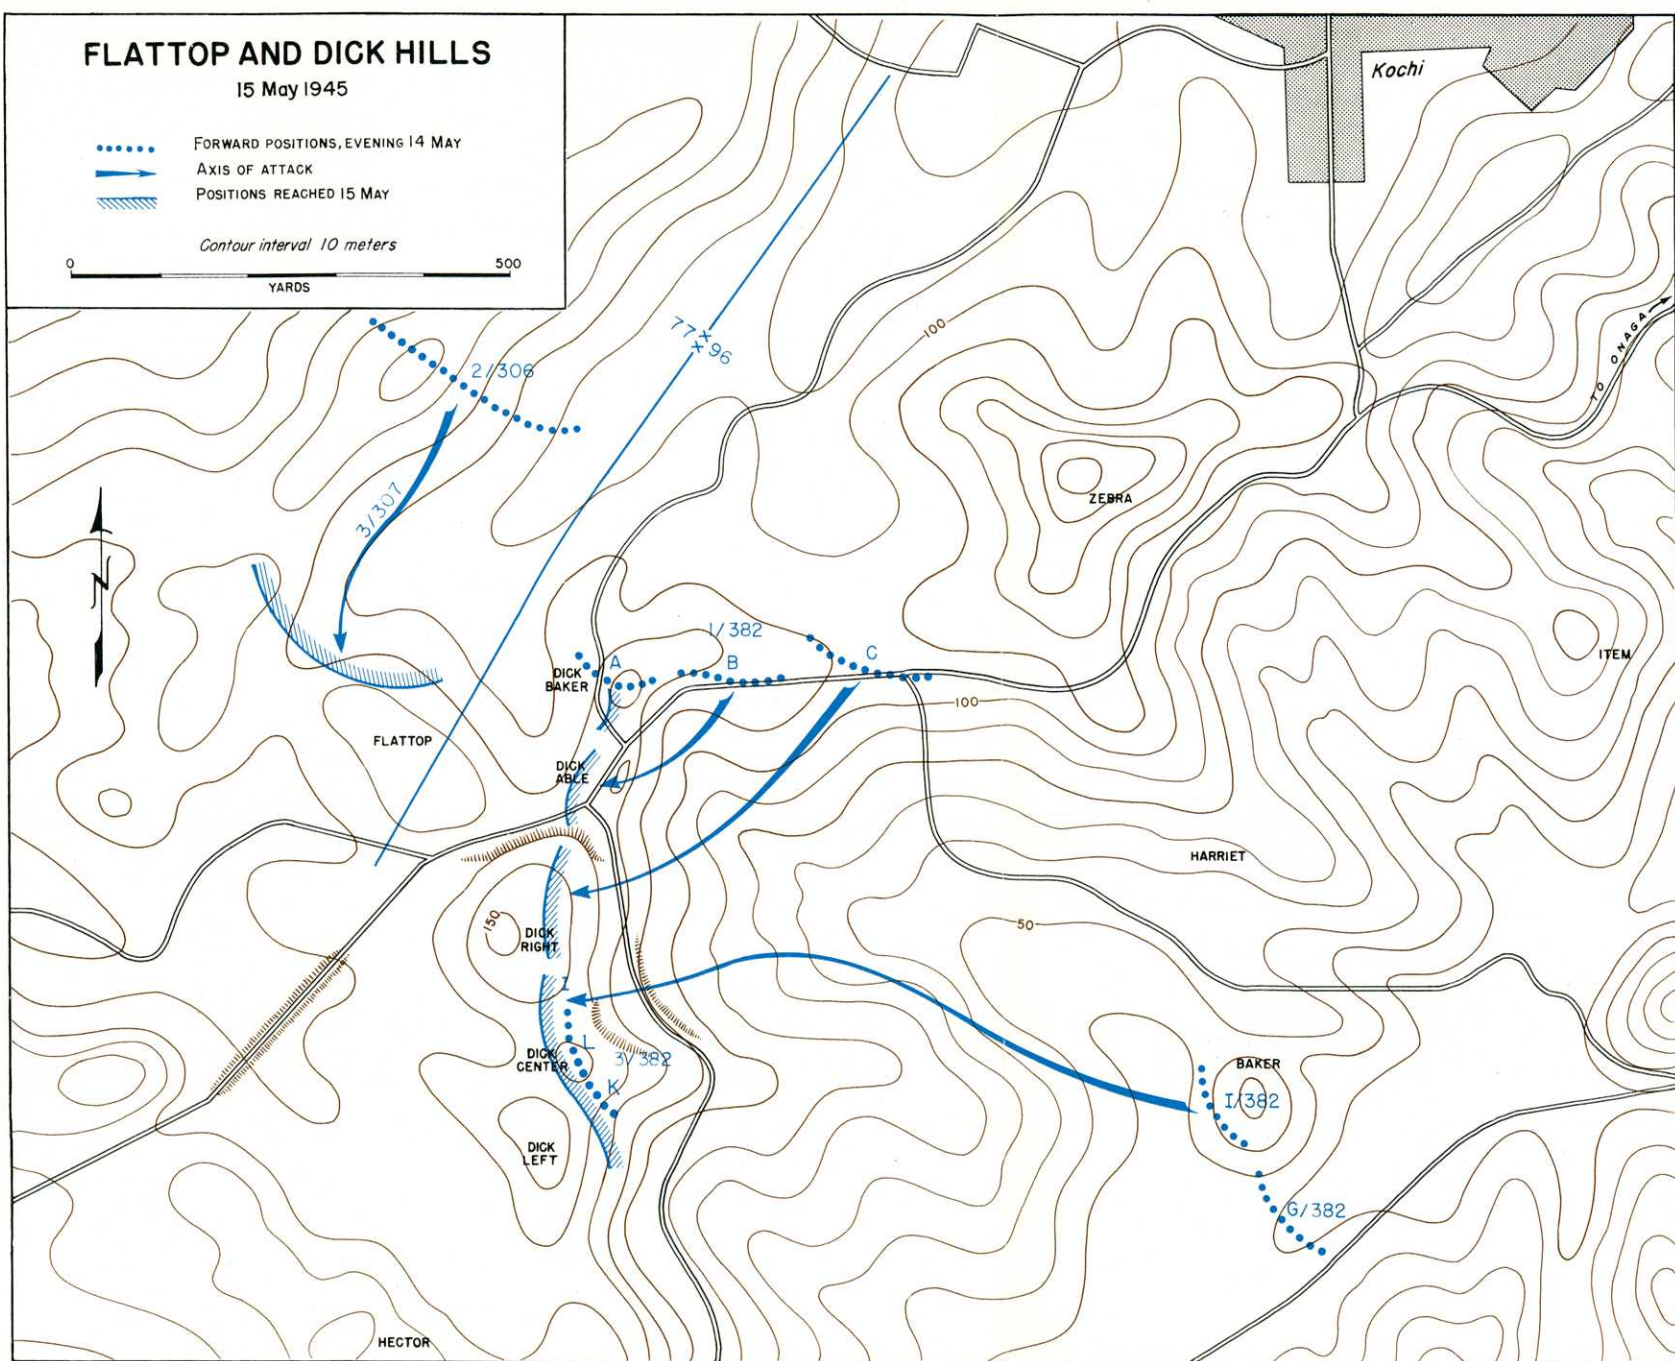 FLATTOP AND DICK HILLS
15 May 1945
FORWARD POSITIONS, EVENING 14 MAY
AXIS OF ATTACK
POSITIONS REACHED 15 MAY
Contour interval 10 meters
0 500
YARDS
Kochi
TO ONAGA
77 X
X 96
100
2/306
3/307
N
ZEBRA
1/382
A
B
C
DICK
BAKER
ITEM
100
FLATTOP
DICK
ABLE
HARRIET
150
50
DICK
RIGHT
I
L
DICK
CENTER
3/382
K
BAKER
I/382
DICK
LEFT
G/382
HECTOR